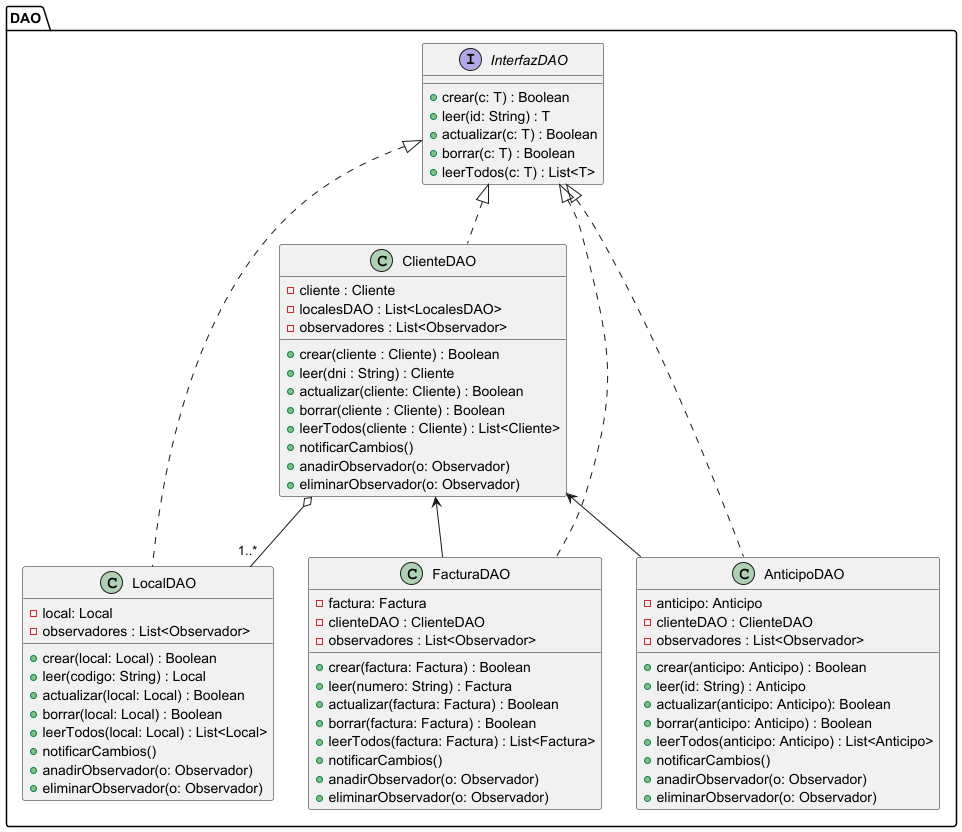 DAO
I InterfazDAO
crear(c: T) : Boolean
leer(id: String) : T
actualizar(c: T) : Boolean
borrar(c: T) : Boolean
leerTodos(c: T) : List<T>
C ClienteDAO
cliente : Cliente
localesDAO : List<LocalesDAO>
observadores : List<Observador>
crear(cliente : Cliente) : Boolean
leer(dni : String) : Cliente
actualizar(cliente: Cliente) : Boolean
borrar(cliente : Cliente) : Boolean
leerTodos(cliente : Cliente) : List<Cliente>
notificarCambios()
anadirObservador(o: Observador)
eliminarObservador(o: Observador)
1..*
C LocalDAO
local: Local
observadores : List<Observador>
crear(local: Local) : Boolean
leer(codigo: String) : Local
actualizar(local: Local) : Boolean
borrar(local: Local) : Boolean
leerTodos(local: Local) : List<Local>
notificarCambios()
anadirObservador(o: Observador)
eliminarObservador(o: Observador)
C FacturaDAO
factura: Factura
clienteDAO : ClienteDAO
observadores : List<Observador>
crear(factura: Factura) : Boolean
leer(numero: String) : Factura
actualizar(factura: Factura) : Boolean
borrar(factura: Factura) : Boolean
leerTodos(factura: Factura) : List<Factura>
notificarCambios()
anadirObservador(o: Observador)
eliminarObservador(o: Observador)
C AnticipoDAO
anticipo: Anticipo
clienteDAO : ClienteDAO
observadores : List<Observador>
crear(anticipo: Anticipo) : Boolean
leer(id: String) : Anticipo
actualizar(anticipo: Anticipo): Boolean
borrar(anticipo: Anticipo) : Boolean
leerTodos(anticipo: Anticipo) : List<Anticipo>
notificarCambios()
anadirObservador(o: Observador)
eliminarObservador(o: Observador)